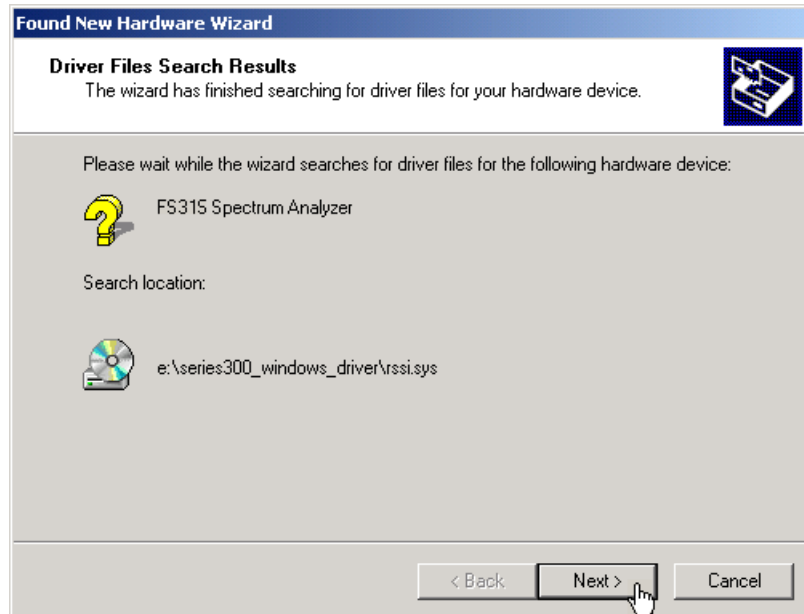 Found New Hardware Wizard
Driver Files Search Results
The wizard has finished searching for driver files for your hardware device.
Please wait while the wizard searches for driver files for the following hardware device:
FS315 Spectrum Analyzer
Search location:
e:\series300_windows_driver\rssi.sys
< Back
Next >
Cancel